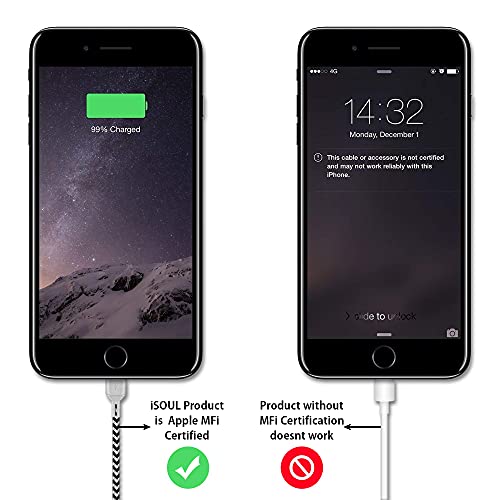 99% Charged
4G
14:32
Monday, December 1
This cable or accessory is not certified
and may not work reliably with this
iPhone.
slide to unlock
iSOUL Product
is Apple MFi
Certified
Product without
MFi Certification
doesnt work